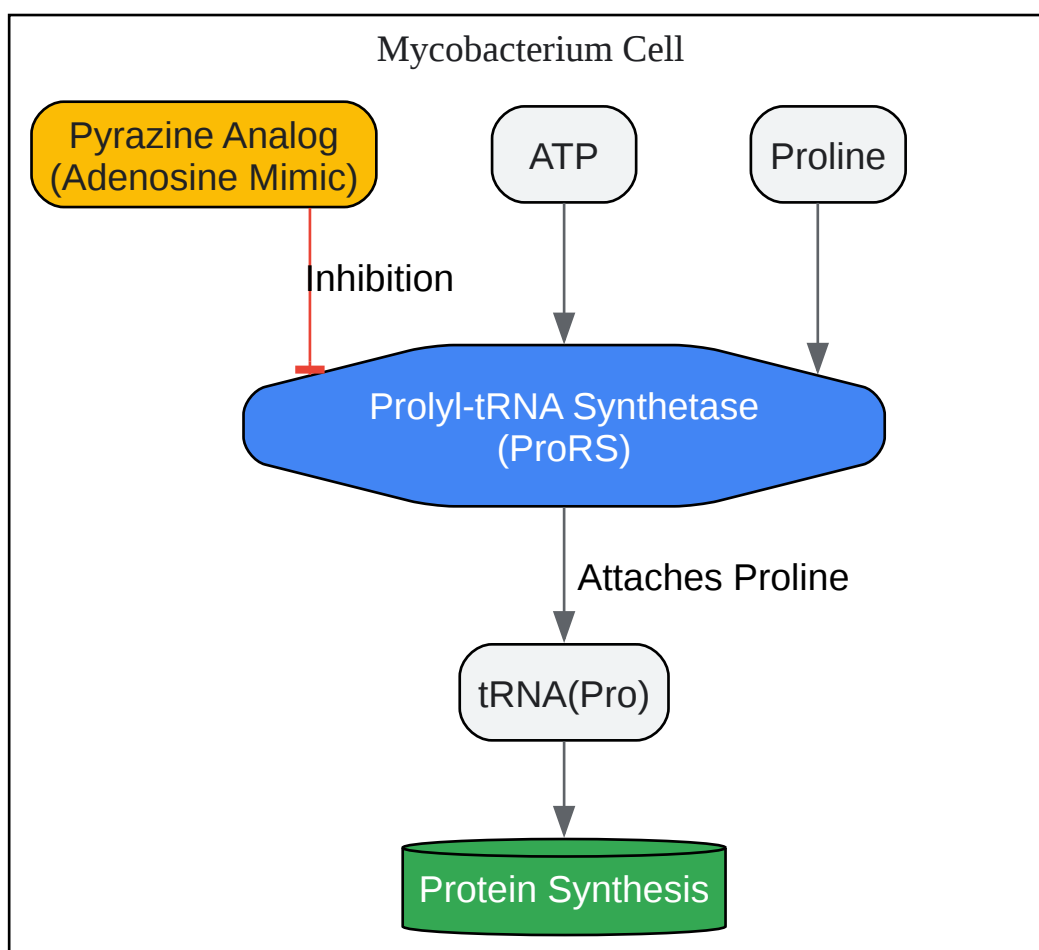 Mycobacterium Cell
Pyrazine Analog
(Adenosine Mimic)
ATP
Proline
Inhibition
Prolyl-tRNA Synthetase
(ProRS)
Attaches Proline
tRNA(Pro)
Protein Synthesis